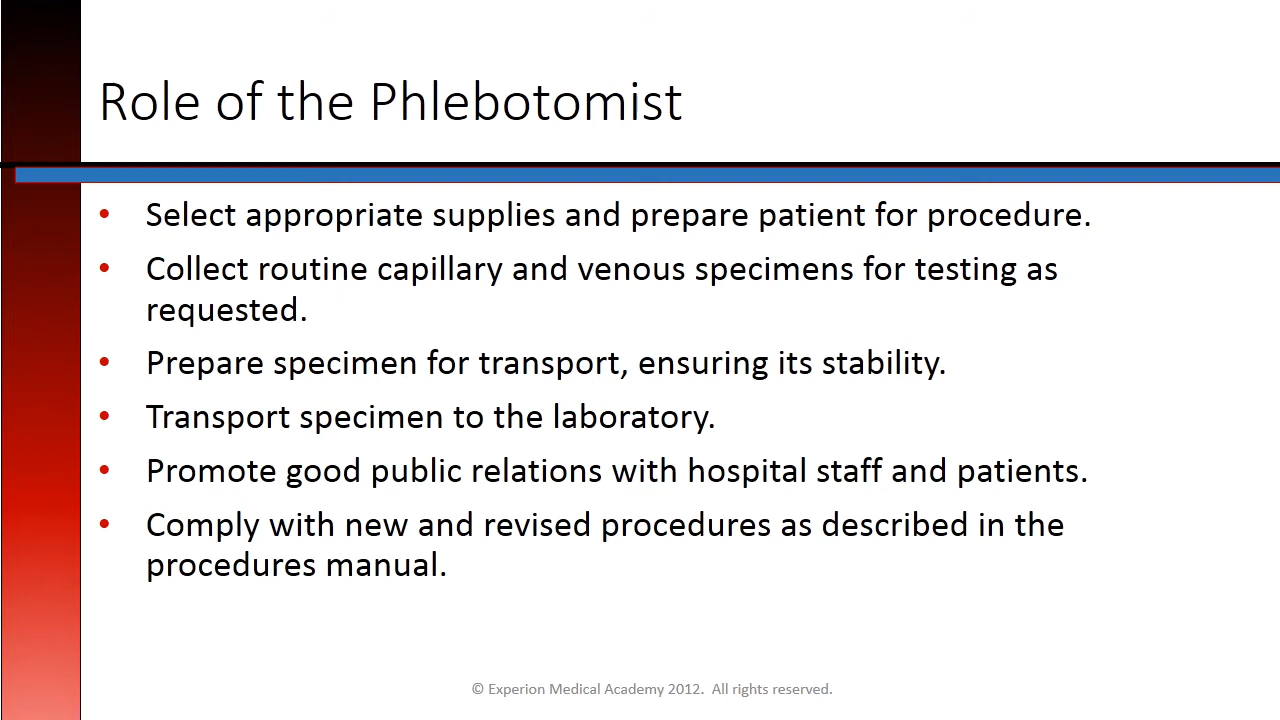 Role of the Phlebotomist
• Select appropriate supplies and prepare patient for procedure.
• Collect routine capillary and venous specimens for testing as
requested.
• Prepare specimen for transport, ensuring its stability.
• Transport specimen to the laboratory.
• Promote good public relations with hospital staff and patients.
• Comply with new and revised procedures as described in the
procedures manual.
© Experion Medical Academy 2012.  All rights reserved.